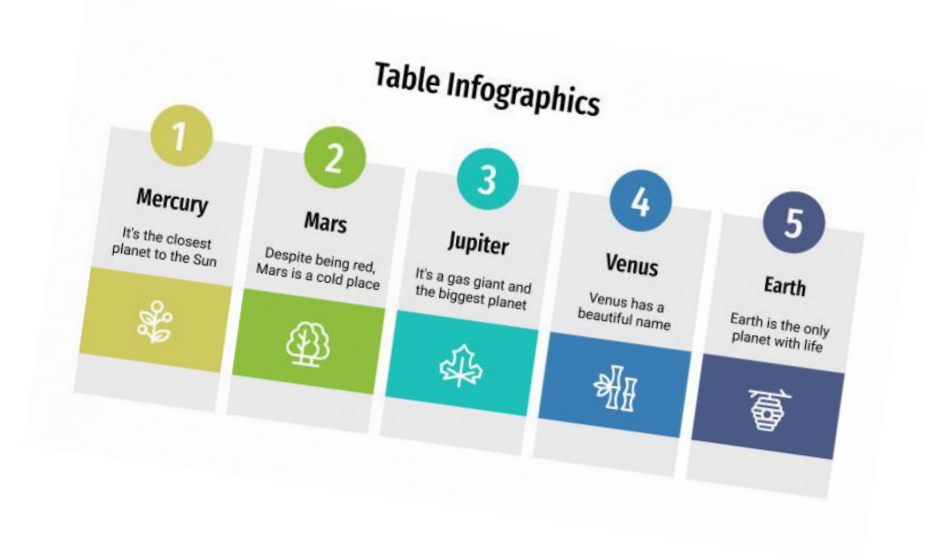 Table Infographics
1
Mercury
It's the closest
planet to the Sun
2
Mars
Despite being red,
Mars is a cold place
3
Jupiter
It's a gas giant and
the biggest planet
4
Venus
Venus has a
beautiful name
5
Earth
Earth is the only
planet with life